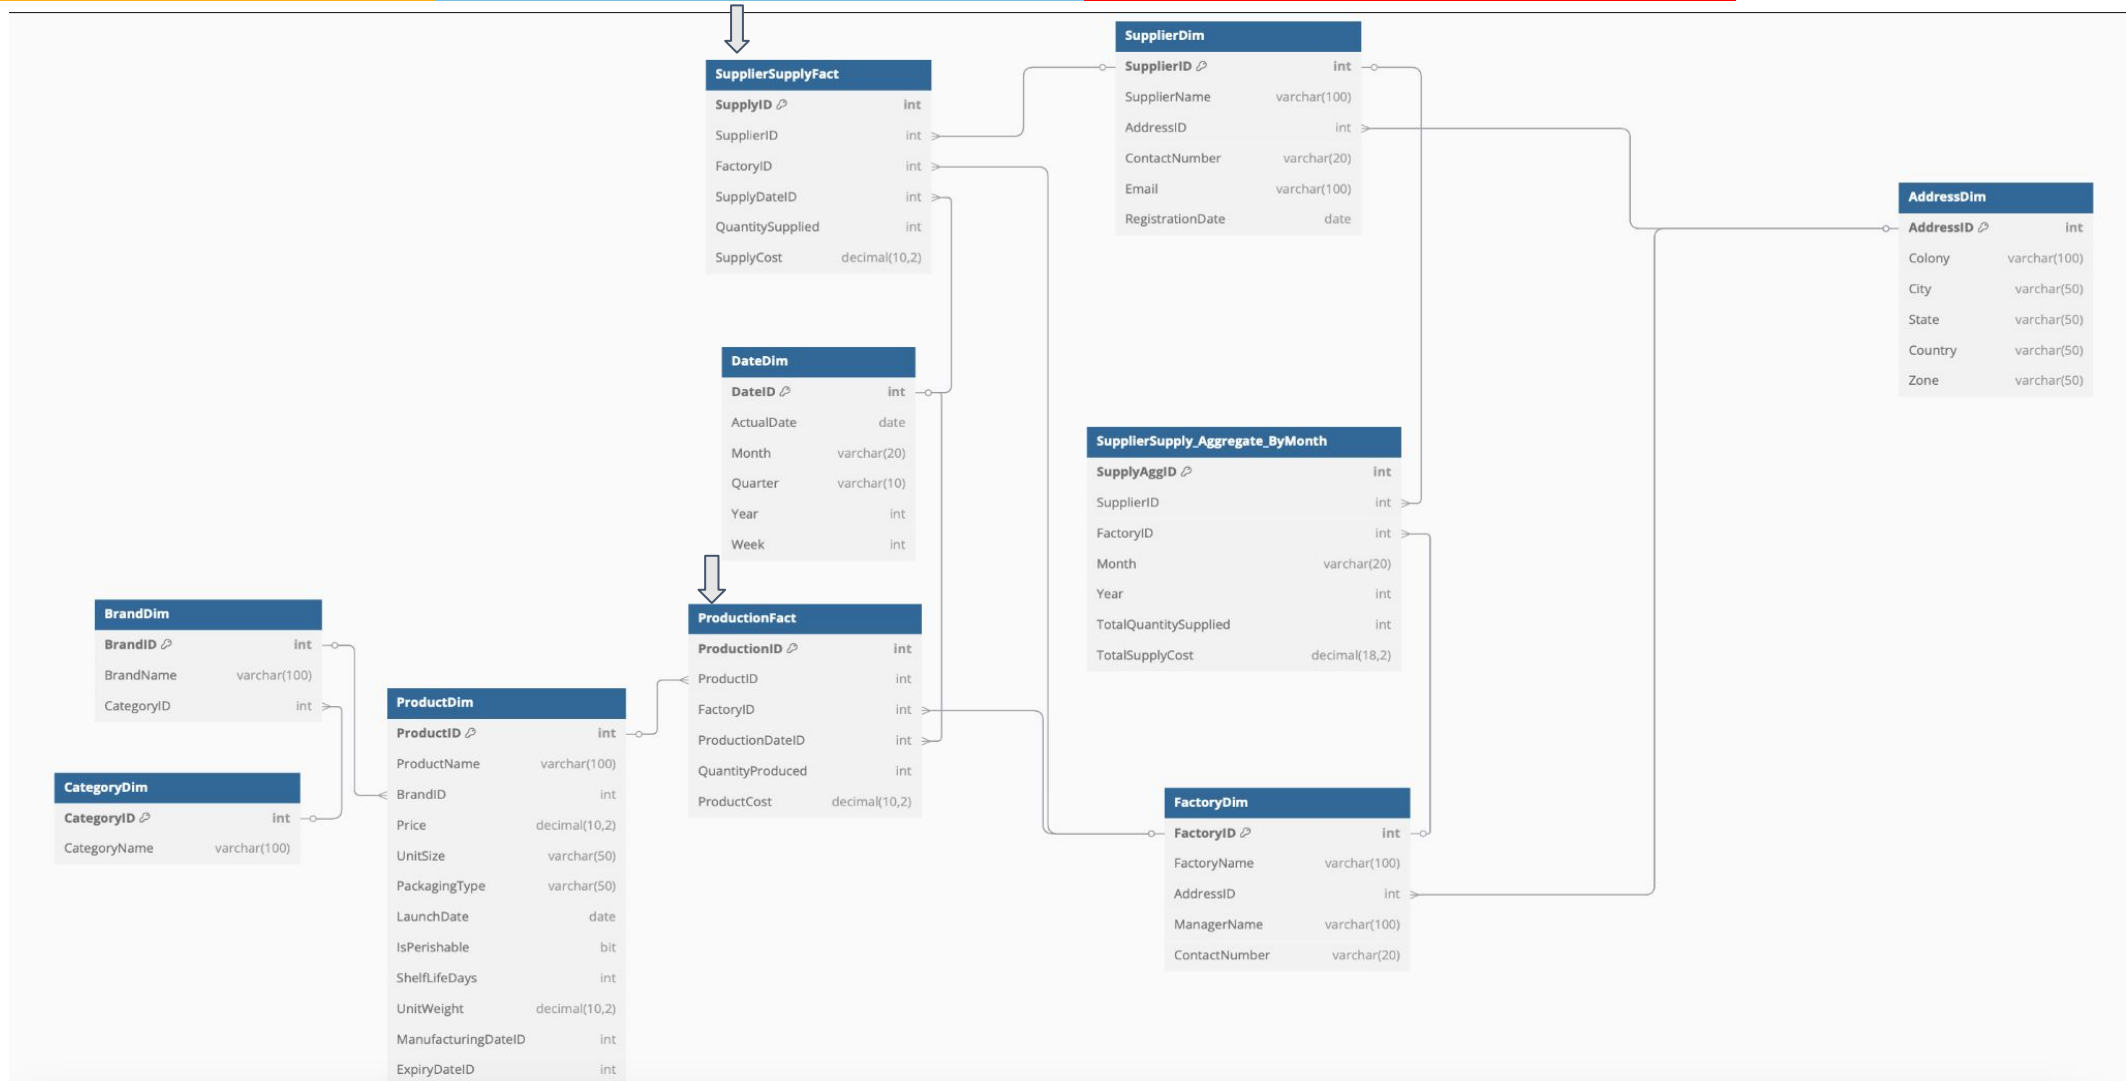 SupplierSupplyFact
SupplyID int
SupplierID int
FactoryID int
SupplyDateID int
QuantitySupplied int
SupplyCost decimal(10,2)
SupplierDim
SupplierID int
SupplierName varchar(100)
AddressID int
ContactNumber varchar(20)
Email varchar(100)
RegistrationDate date
AddressDim
AddressID int
Colony varchar(100)
City varchar(50)
State varchar(50)
Country varchar(50)
Zone varchar(50)
DateDim
DateID int
ActualDate date
Month varchar(20)
Quarter varchar(10)
Year int
Week int
SupplierSupply_Aggregate_ByMonth
SupplyAggID int
SupplierID int
FactoryID int
Month varchar(20)
Year int
TotalQuantitySupplied int
TotalSupplyCost decimal(18,2)
BrandDim
BrandID int
BrandName varchar(100)
CategoryID int
CategoryDim
CategoryID int
CategoryName varchar(100)
ProductDim
ProductID int
ProductName varchar(100)
BrandID int
Price decimal(10,2)
UnitSize varchar(50)
PackagingType varchar(50)
LaunchDate date
IsPerishable bit
ShelfLifeDays int
UnitWeight decimal(10,2)
ManufacturingDateID int
ExpiryDateID int
ProductionFact
ProductionID int
ProductID int
FactoryID int
ProductionDateID int
QuantityProduced int
ProductCost decimal(10,2)
FactoryDim
FactoryID int
FactoryName varchar(100)
AddressID int
ManagerName varchar(100)
ContactNumber varchar(20)